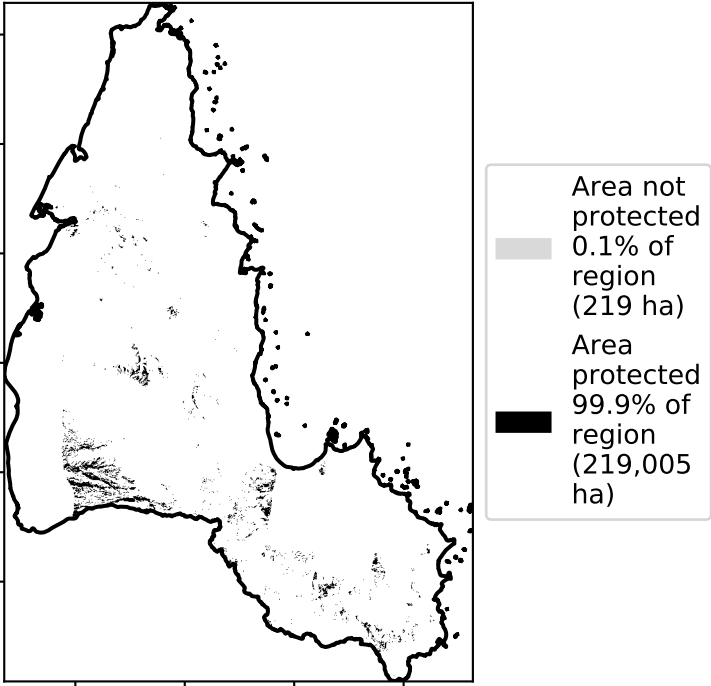 Area not
protected
0.1% of
region
(219 ha)
Area
protected
99.9% of
region
(219,005
ha)